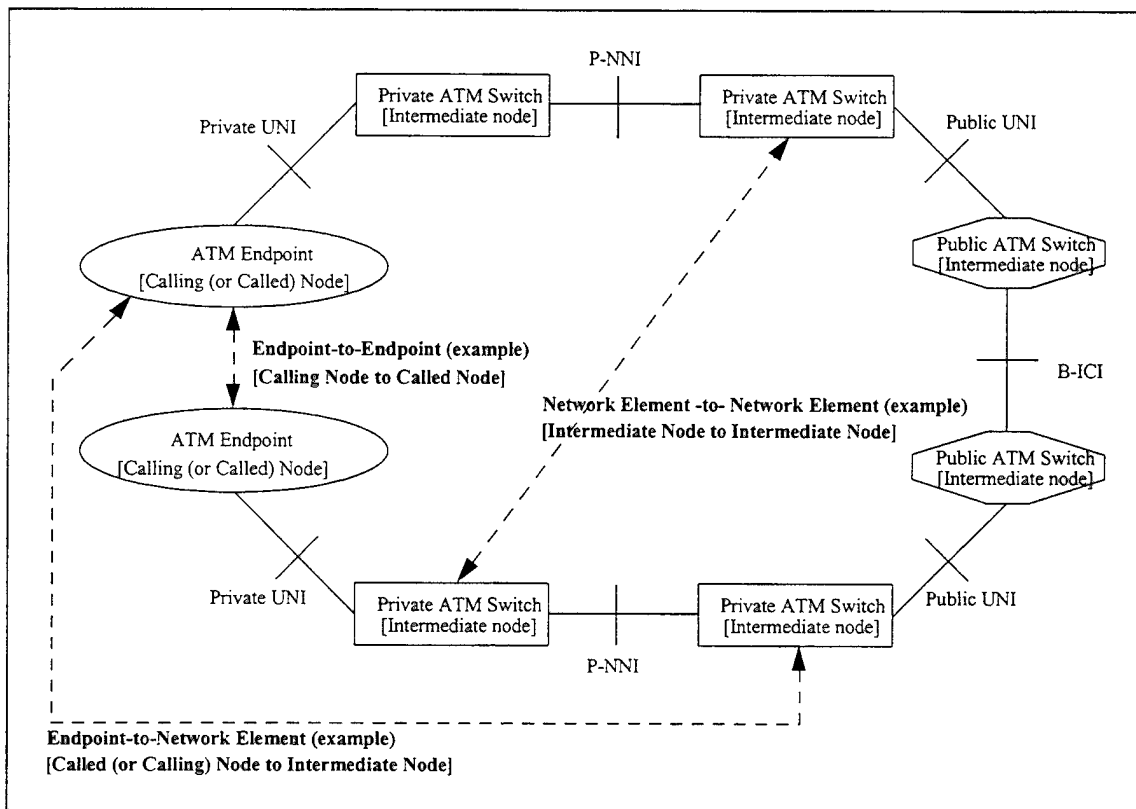 P-NNI
Private ATM Switch
[Intermediate node]
Private ATM Switch
[Intermediate node]
Private UNI
Public UNI
ATM Endpoint
[Calling (or Called) Node]
Public ATM Switch
[Intermediate node]
Endpoint-to-Endpoint (example)
[Calling Node to Called Node]
B-ICI
Network Element -to- Network Element (example)
[Intermediate Node to Intermediate Node]
ATM Endpoint
[Calling (or Called) Node]
Public ATM Switch
[Intermediate node]
Private UNI
Public UNI
Private ATM Switch
[Intermediate node]
Private ATM Switch
[Intermediate node]
P-NNI
Endpoint-to-Network Element (example)
[Called (or Calling) Node to Intermediate Node]